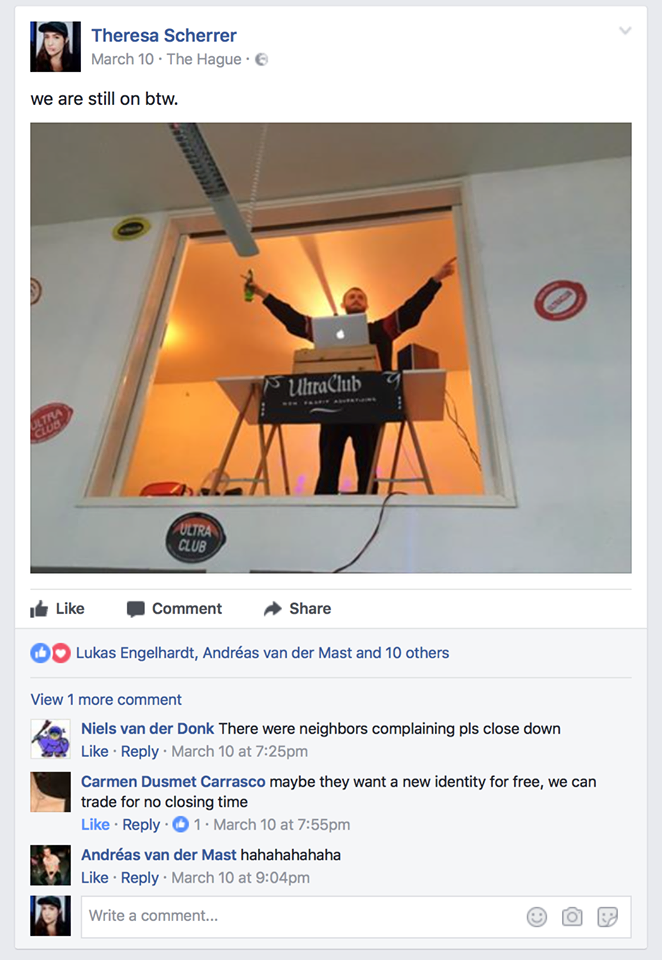 Theresa Scherrer
March 10 · The Hague ·
we are still on btw.
ULTRACLUB
ULTRA
CLUB
UltraClub
NON-PROFIT ADVERTISING
ULTRA
CLUB
Like Comment Share
Lukas Engelhardt, Andréas van der Mast and 10 others
View 1 more comment
Niels van der Donk There were neighbors complaining pls close down
Like · Reply · March 10 at 7:25pm
Carmen Dusmet Carrasco maybe they want a new identity for free, we can
trade for no closing time
Like · Reply · 1 · March 10 at 7:55pm
Andréas van der Mast hahahahahaha
Like · Reply · March 10 at 9:04pm
Write a comment...